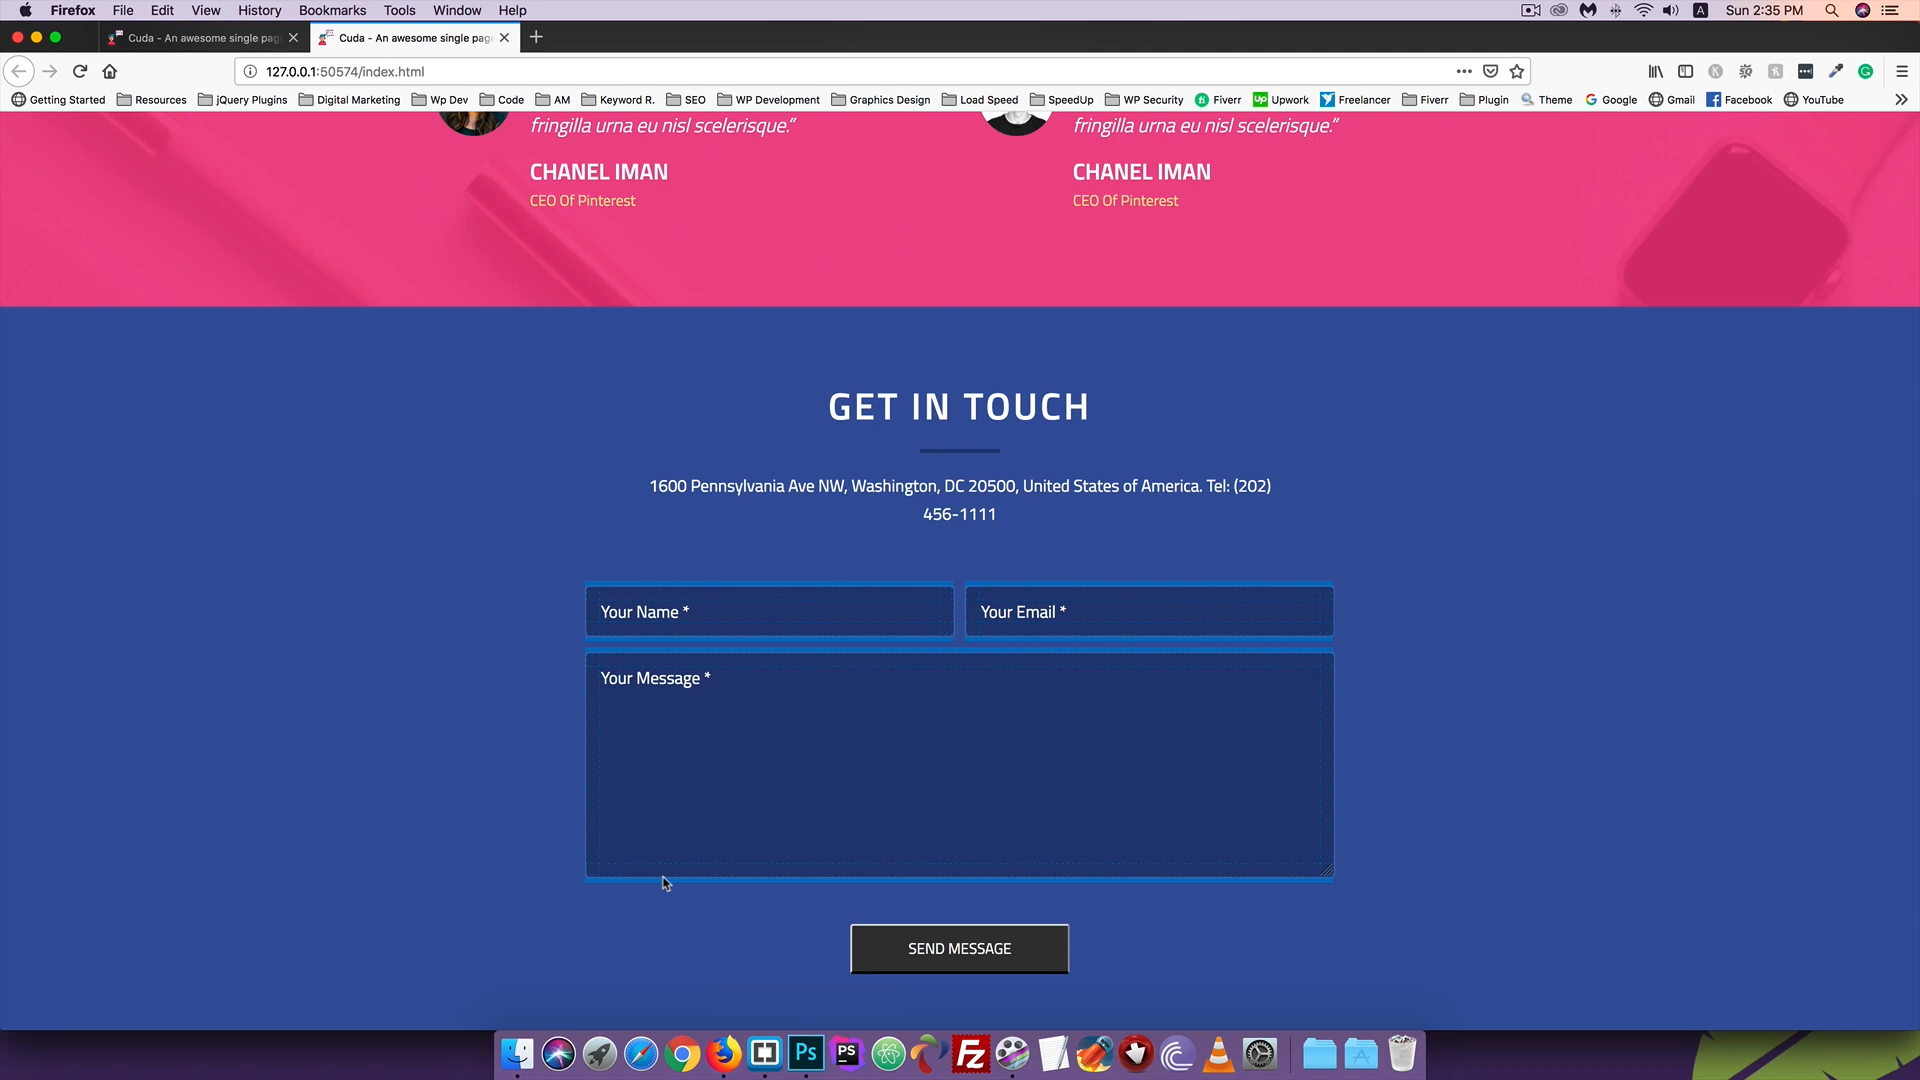 Firefox File Edit View History Bookmarks Tools Window Help A Sun 2:35 PM
Cuda - An awesome single pag Cuda - An awesome single pag
127.0.0.1:50574/index.html
Getting Started Resources jQuery Plugins Digital Marketing Wp Dev Code AM Keyword R. SEO WP Development Graphics Design Load Speed SpeedUp WP Security Fiverr Upwork Freelancer Fiverr Plugin Theme Google Gmail Facebook YouTube
fringilla urna eu nisl scelerisque.” fringilla urna eu nisl scelerisque.”
CHANEL IMAN CHANEL IMAN
CEO Of Pinterest CEO Of Pinterest
GET IN TOUCH
1600 Pennsylvania Ave NW, Washington, DC 20500, United States of America. Tel: (202)
456-1111
Your Name * Your Email *
Your Message *
SEND MESSAGE
Ps PS FZ